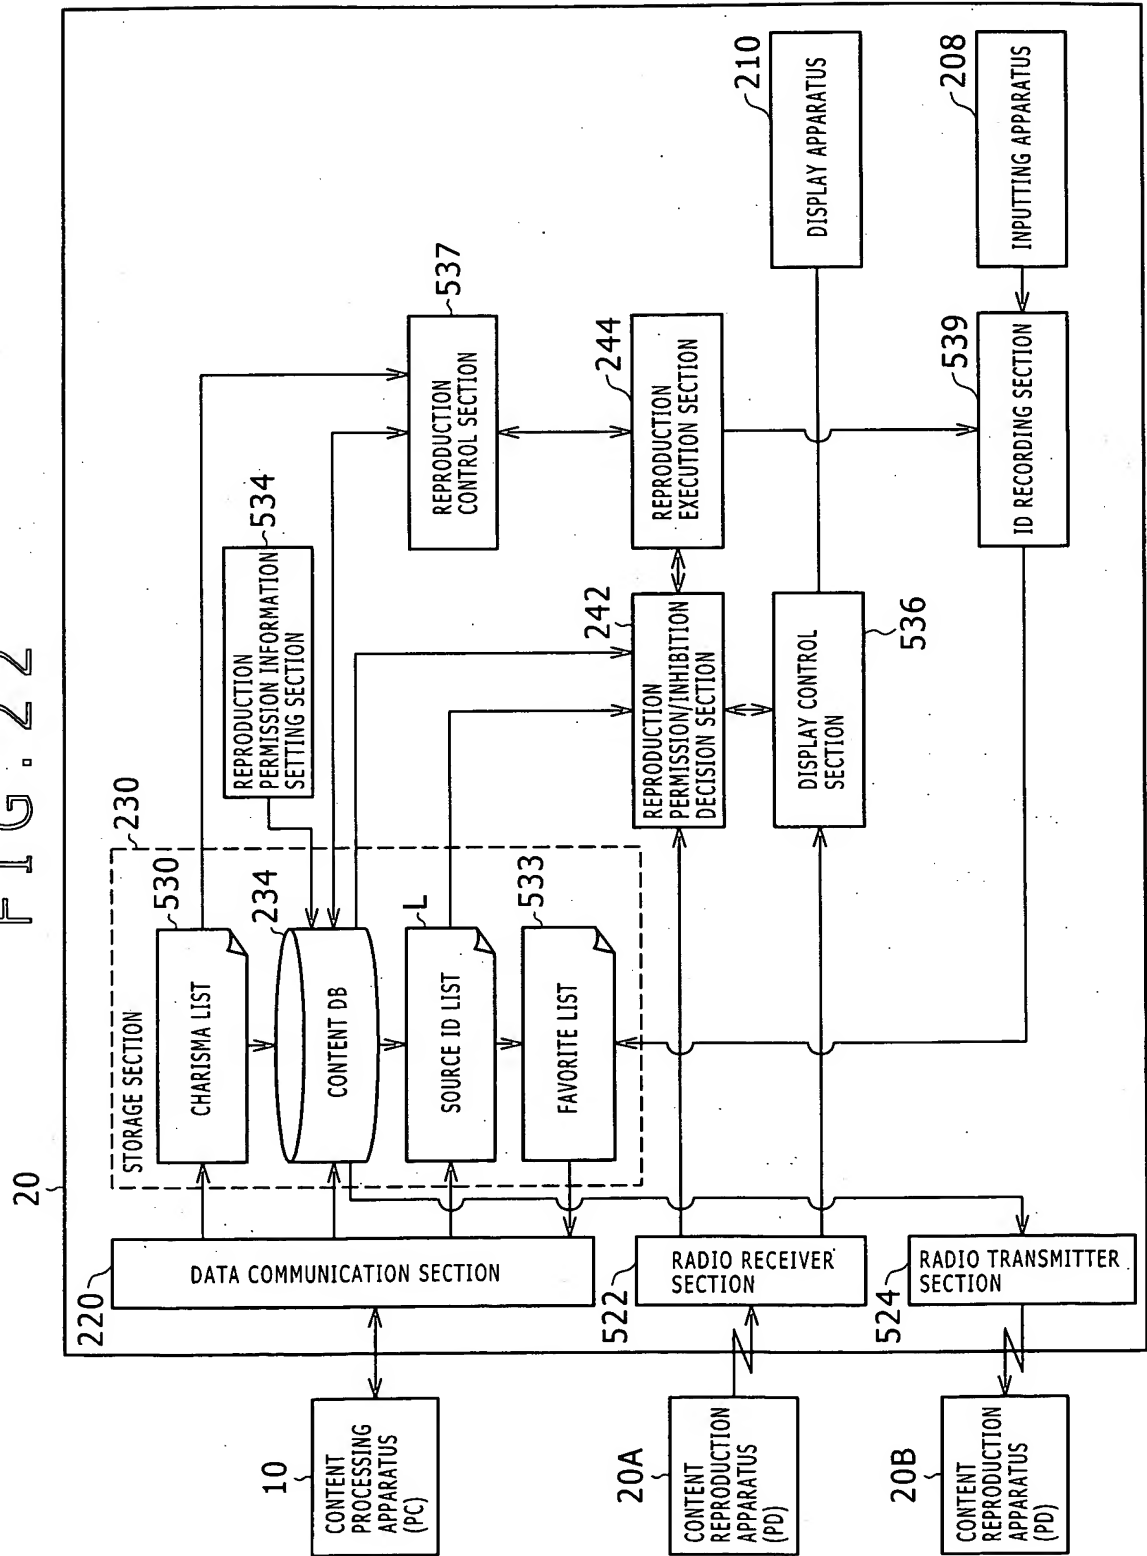 FIG.22
20
10
CONTENT
PROCESSING
APPARATUS
(PC)
220
DATA COMMUNICATION SECTION
230
STORAGE SECTION
530
CHARISMA LIST
234
CONTENT DB
L
SOURCE ID LIST
533
FAVORITE LIST
534
REPRODUCTION
PERMISSION INFORMATION
SETTING SECTION
537
REPRODUCTION
CONTROL SECTION
20A
CONTENT
REPRODUCTION
APPARATUS
(PD)
522
RADIO RECEIVER
SECTION
242
REPRODUCTION
PERMISSION/INHIBITION
DECISION SECTION
244
REPRODUCTION
EXECUTION SECTION
536
DISPLAY CONTROL
SECTION
210
DISPLAY APPARATUS
20B
CONTENT
REPRODUCTION
APPARATUS
(PD)
524
RADIO TRANSMITTER
SECTION
539
ID RECORDING SECTION
208
INPUTTING APPARATUS